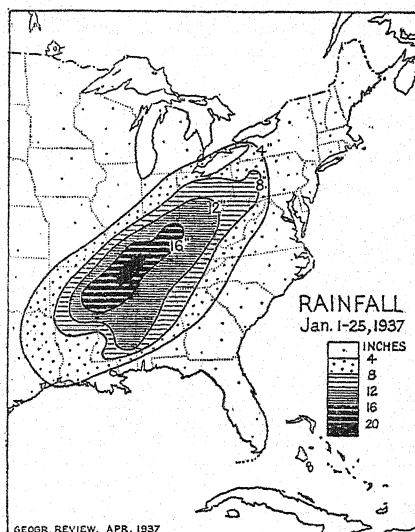 4"
8"
12"
16"
RAINFALL
Jan. 1-25, 1937
INCHES
4
8
12
16
20
GEOGR. REVIEW, APR. 1937